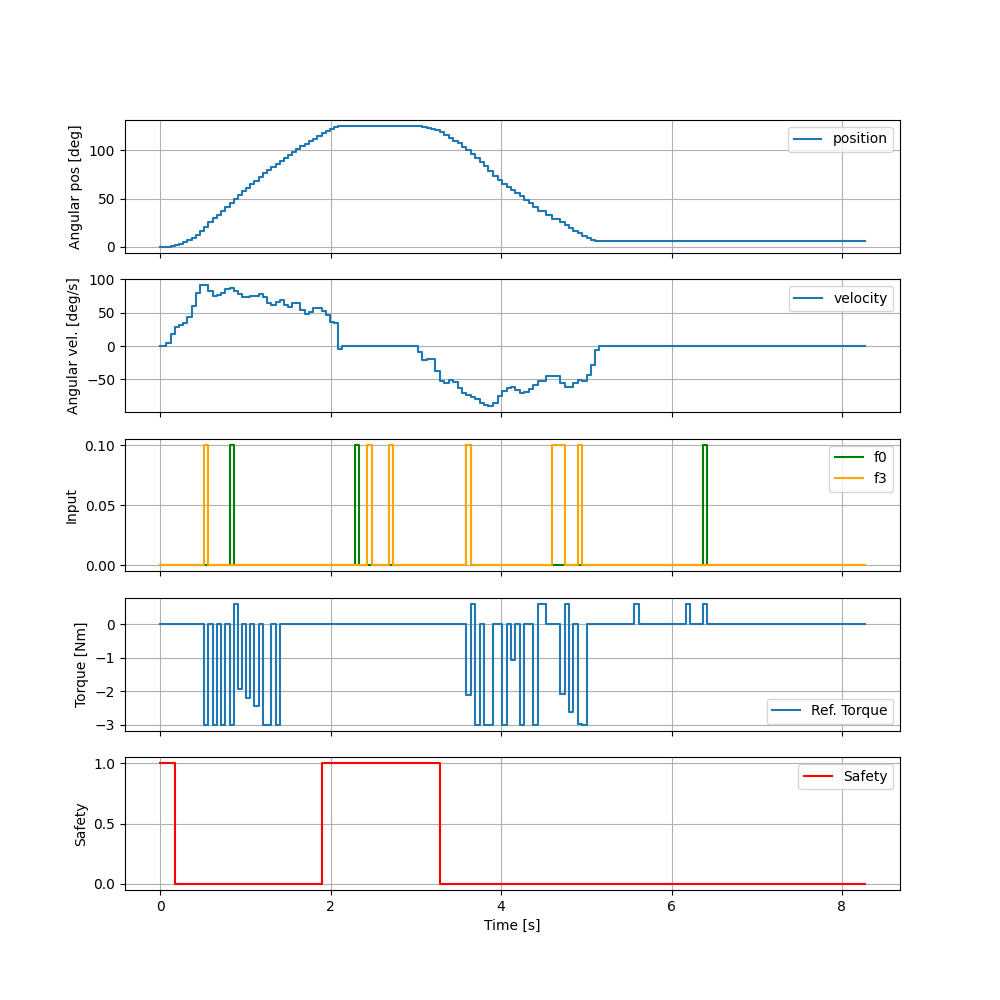 Angular pos [deg]
100
50
0
position
Angular vel. [deg/s]
100
50
0
−50
velocity
Input
0.10
0.05
0.00
f0
f3
Torque [Nm]
0
−1
−2
−3
Ref. Torque
Safety
1.0
0.5
0.0
Safety
0 2 4 6 8
Time [s]